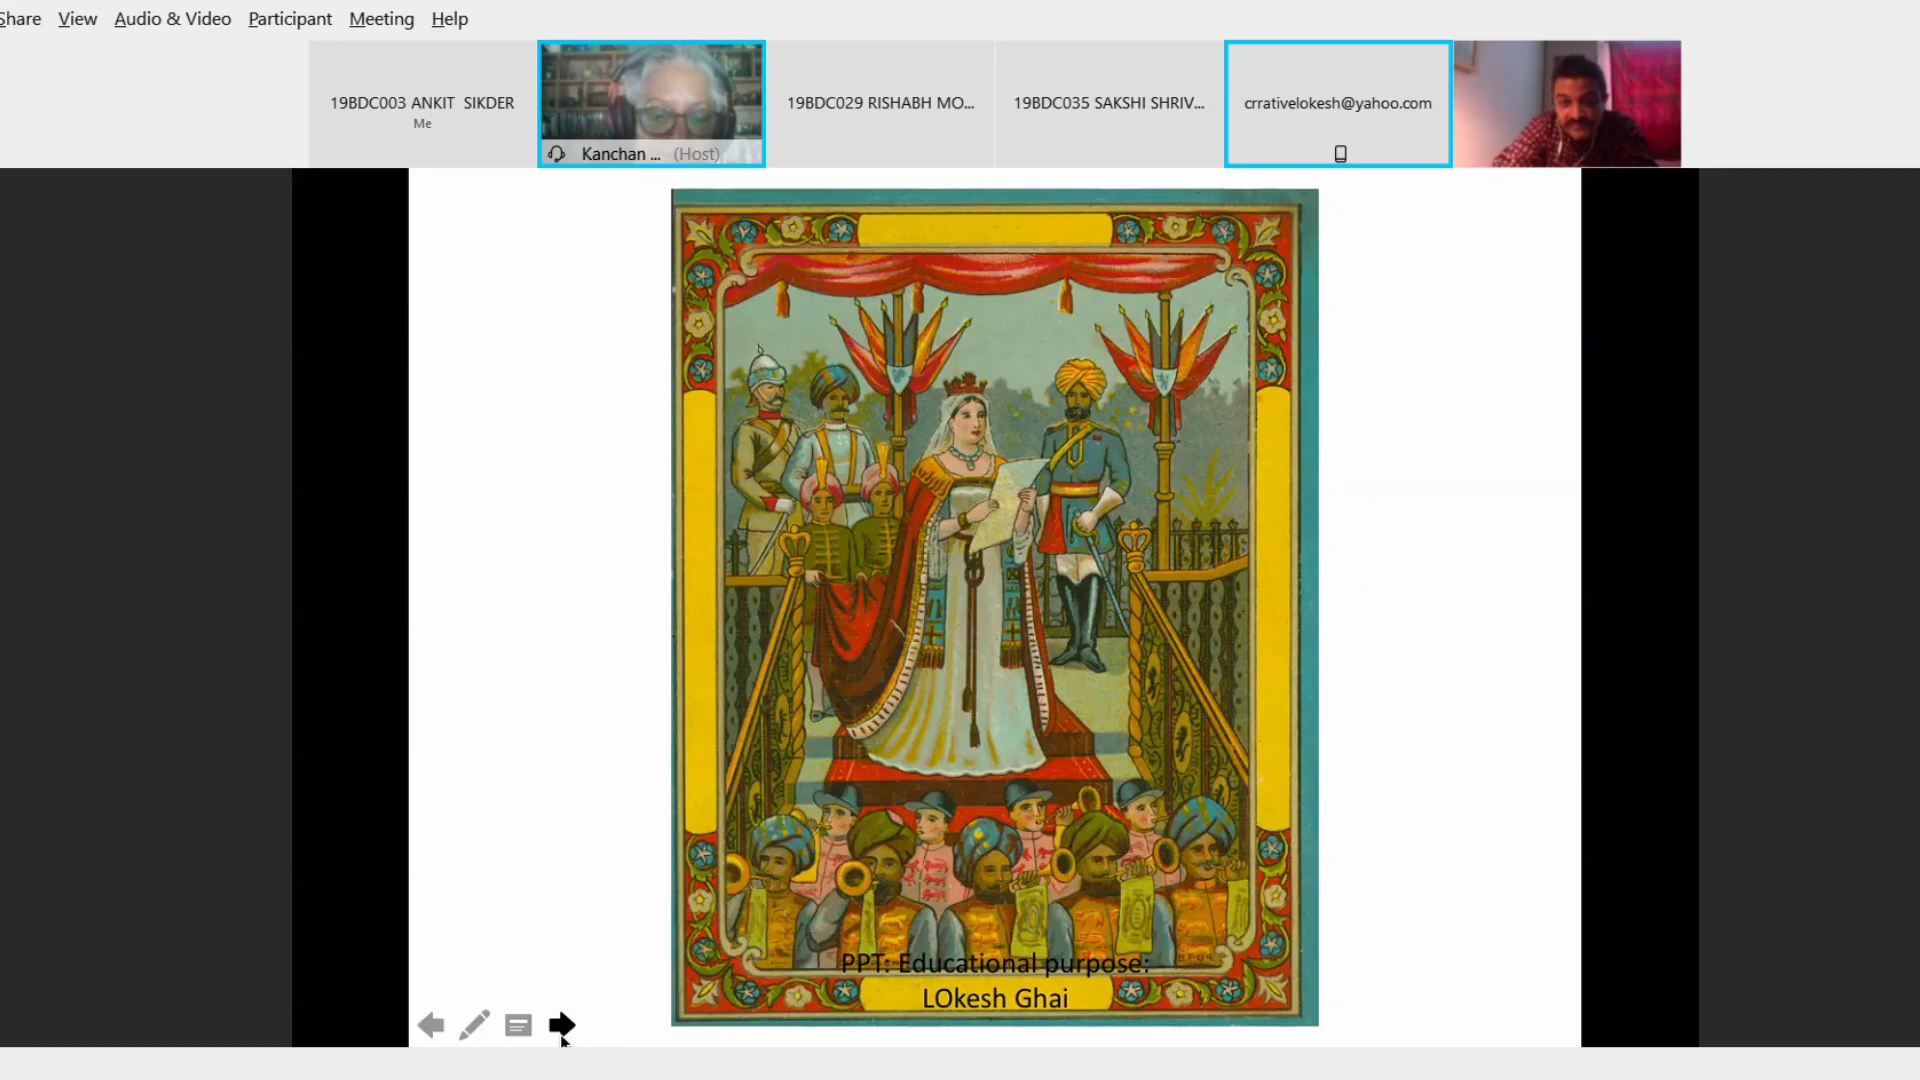 Share View Audio & Video Participant Meeting Help
19BDC003 ANKIT SIKDER
Me
Kanchan ... (Host)
19BDC029 RISHABH MO...
19BDC035 SAKSHI SHRIV...
crrativelokesh@yahoo.com
PPT: Educational purpose:
LOkesh Ghai